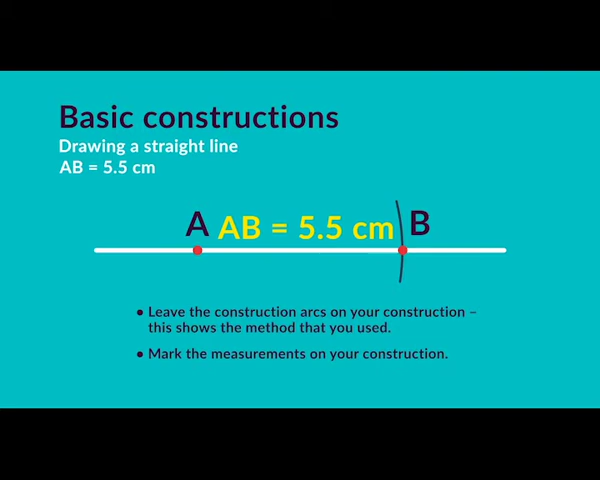 Basic constructions
Drawing a straight line
AB = 5.5 cm
A AB = 5.5 cm B
• Leave the construction arcs on your construction –
this shows the method that you used.
• Mark the measurements on your construction.